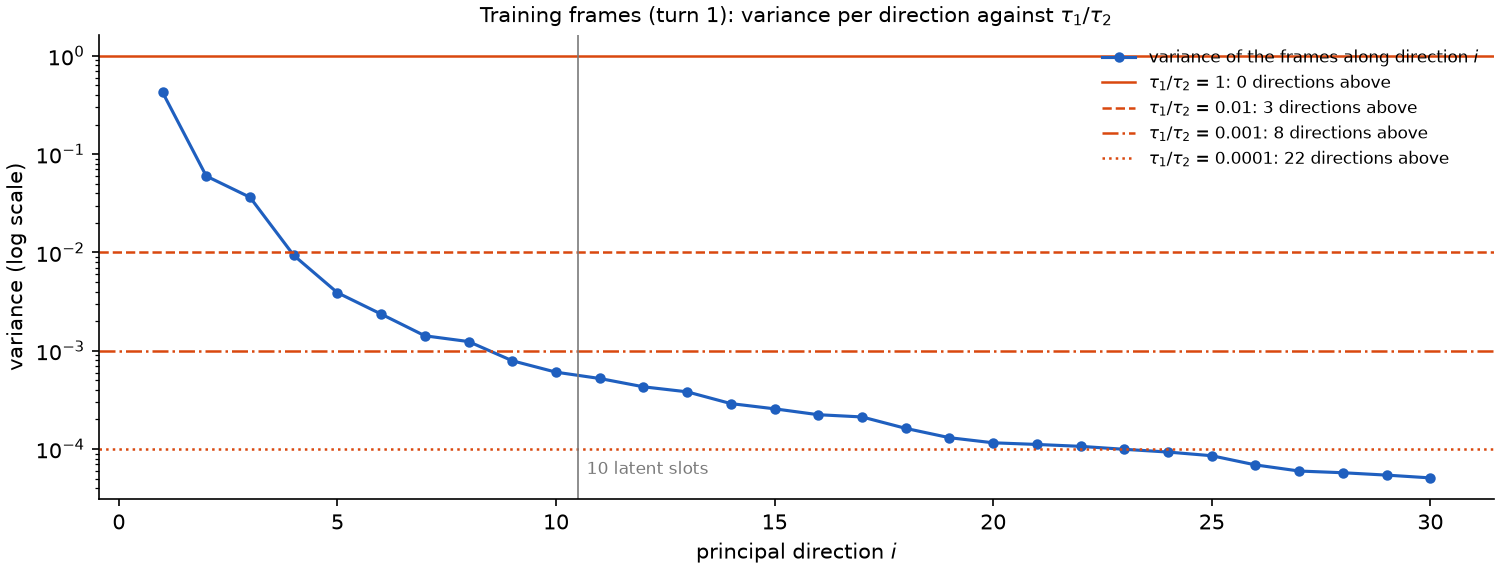 Training frames (turn 1): variance per direction against τ₁/τ₂
variance of the frames along direction i
τ₁/τ₂ = 1: 0 directions above
τ₁/τ₂ = 0.01: 3 directions above
τ₁/τ₂ = 0.001: 8 directions above
τ₁/τ₂ = 0.0001: 22 directions above
variance (log scale)
10⁰
10⁻¹
10⁻²
10⁻³
10⁻⁴
10 latent slots
0 5 10 15 20 25 30
principal direction i